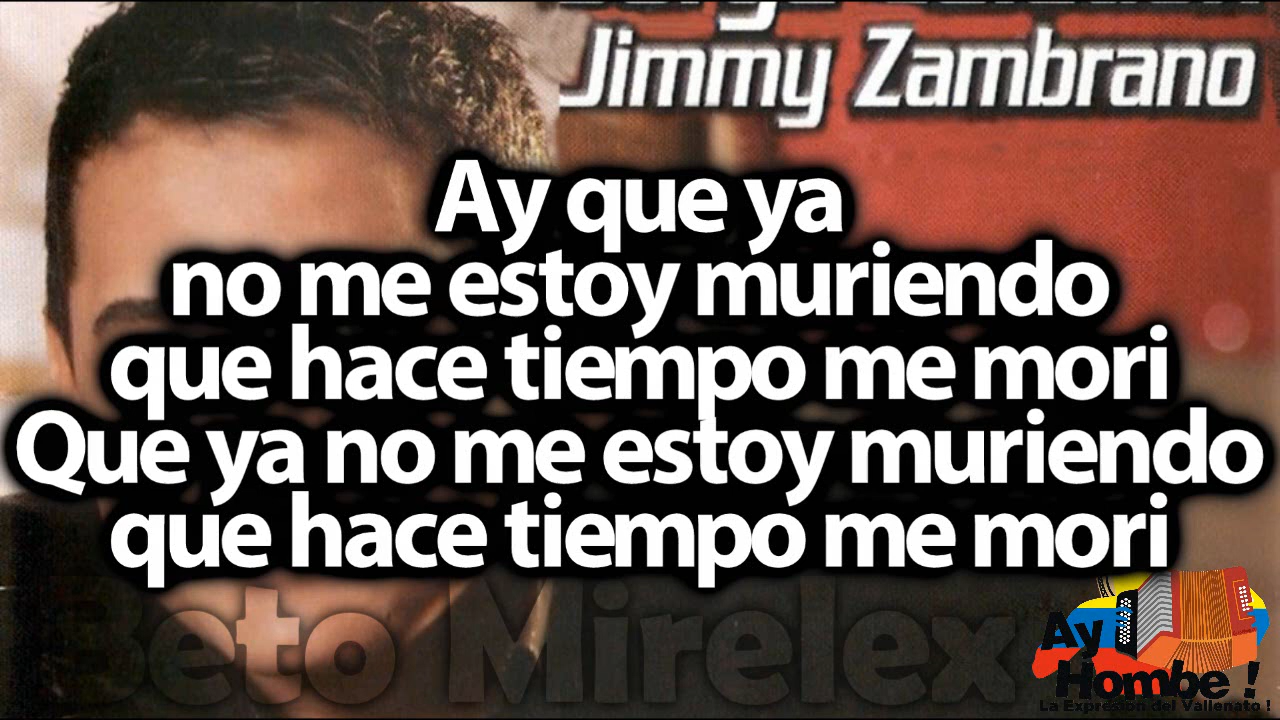 Jimmy Zambrano
Ay que ya
no me estoy muriendo
que hace tiempo me mori
Que ya no me estoy muriendo
que hace tiempo me mori
Beto Mirelex
Ay
Hombe !
La Expresión del Vallenato !